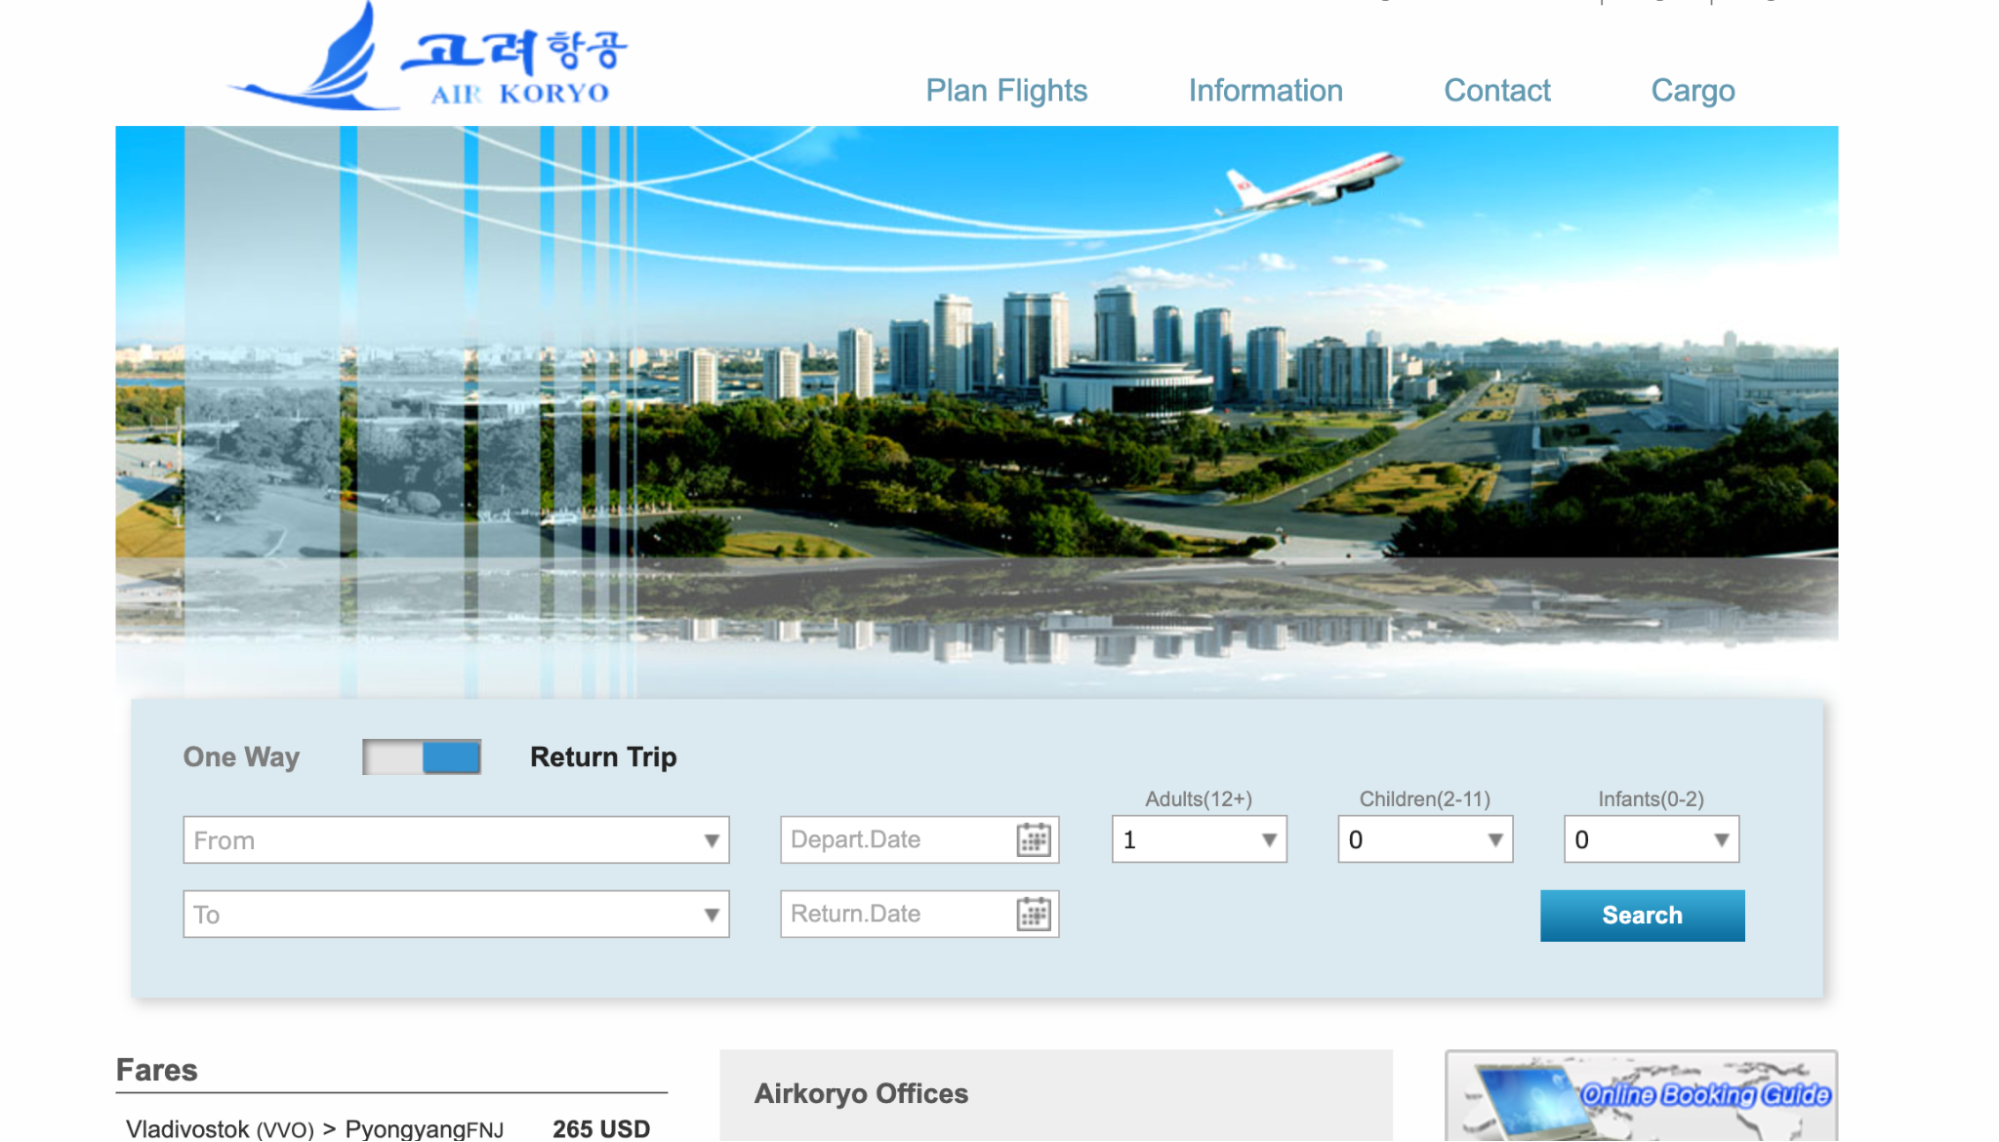 고려항공
AIR KORYO
Plan Flights Information Contact Cargo
One Way Return Trip
Adults(12+) Children(2-11) Infants(0-2)
From Depart.Date 1 0 0
To Return.Date Search
Fares
Airkoryo Offices
Online Booking Guide
Vladivostok (VVO) > PyongyangFNJ 265 USD